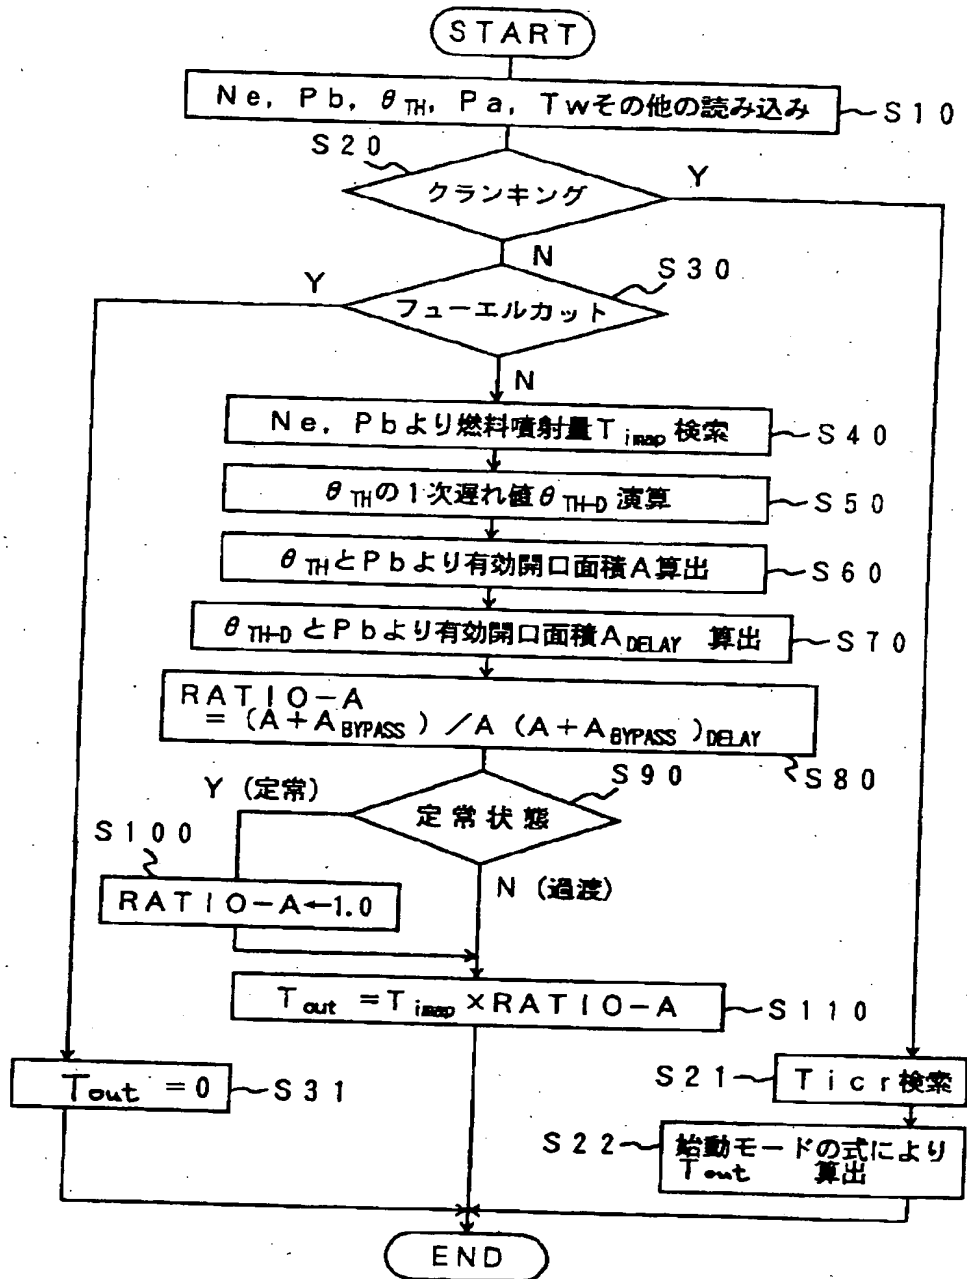 START
Ne, Pb, θTH, Pa, Twその他の読み込み
S10
S20
クランキング
Y
N
S30
Y
フューエルカット
N
Ne, Pbより燃料噴射量Timap検索
S40
θTHの1次遅れ値θTH-D演算
S50
θTHとPbより有効開口面積A算出
S60
θTH-DとPbより有効開口面積ADELAY 算出
S70
RATIO-A
=(A+ABYPASS)/A(A+ABYPASS)DELAY
S80
S90
Y(定常)
定常状態
S100
N(過渡)
RATIO-A←1.0
Tout=Timap×RATIO-A
S110
Tout=0
S31
S21
Ticr検索
S22
始動モードの式により
Tout 算出
END